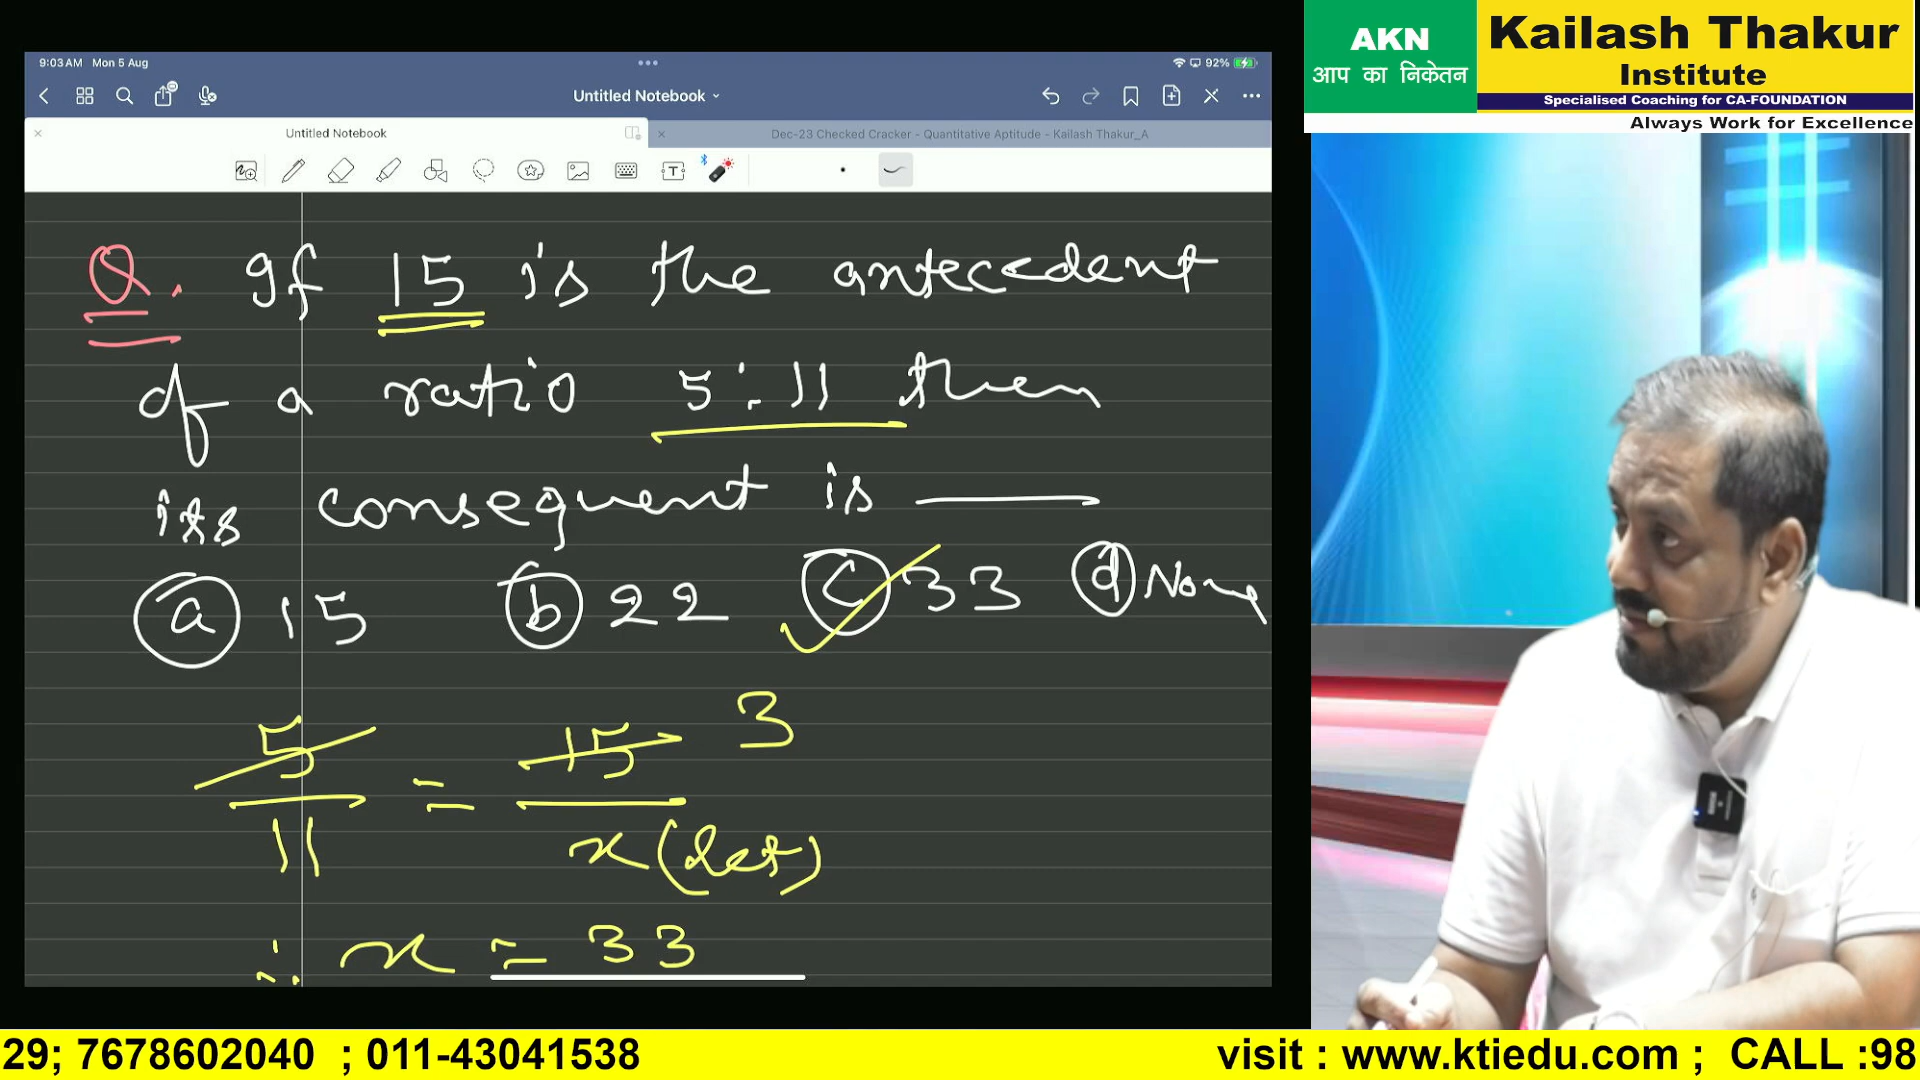 9:03 AM Mon 5 Aug
92%
Untitled Notebook
Untitled Notebook
Dec-23 Checked Cracker - Quantitative Aptitude - Kailash Thakur_A
T
Q. If 15 is the antecedent
of a ratio 5:11 then
its consequent is ____
(a) 15 (b) 22 (c) 33 (d) None
5/11 = 15/x (let) 3
∴ x = 33
AKN
आप का निकेतन
Kailash Thakur
Institute
Specialised Coaching for CA-FOUNDATION
Always Work for Excellence
29; 7678602040 ; 011-43041538
visit : www.ktiedu.com ; CALL :98